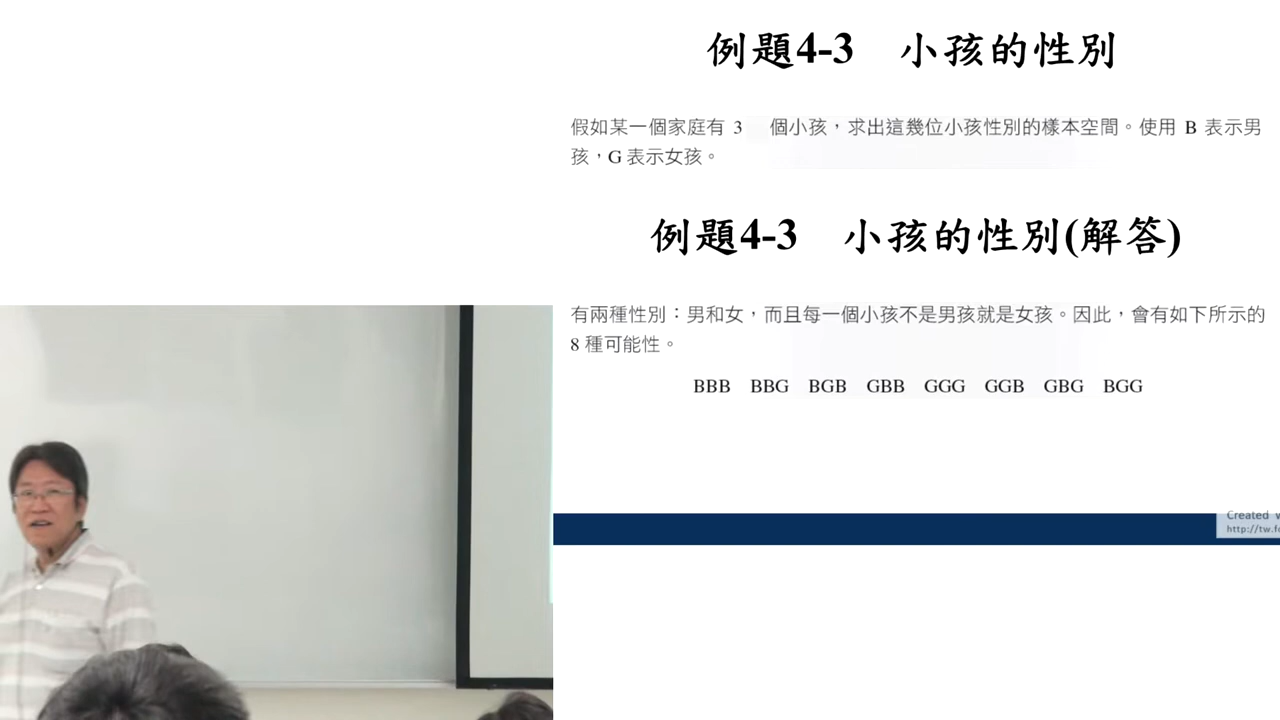 例題4-3 小孩的性別
假如某一個家庭有 3 個小孩，求出這幾位小孩性別的樣本空間。使用 B 表示男
孩，G 表示女孩。
例題4-3 小孩的性別(解答)
有兩種性別：男和女，而且每一個小孩不是男孩就是女孩。因此，會有如下所示的
8 種可能性。
BBB BBG BGB GBB GGG GGB GBG BGG
Created
http://tw.f